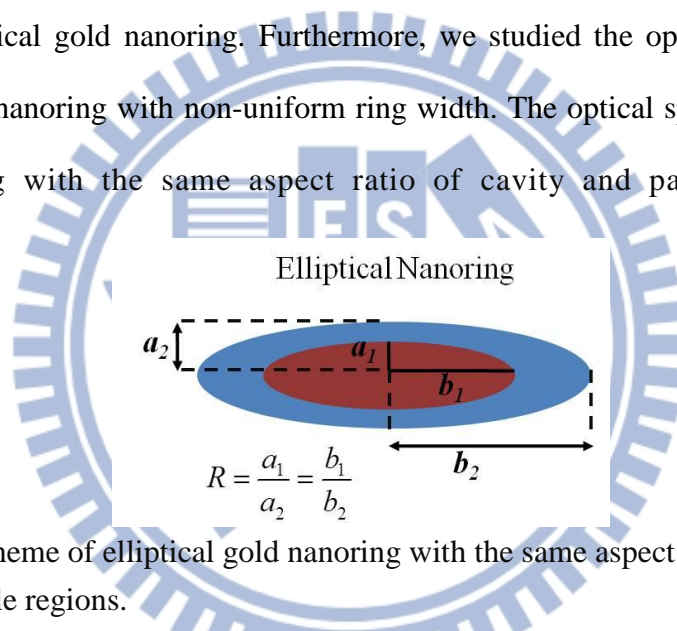 ical gold nanoring. Furthermore, we studied the op
nanoring with non-uniform ring width. The optical s
g with the same aspect ratio of cavity and pa
ESA
Elliptical Nanoring
a₂
a₁
b₁
b₂
R = a₁/a₂ = b₁/b₂
heme of elliptical gold nanoring with the same aspect
le regions.